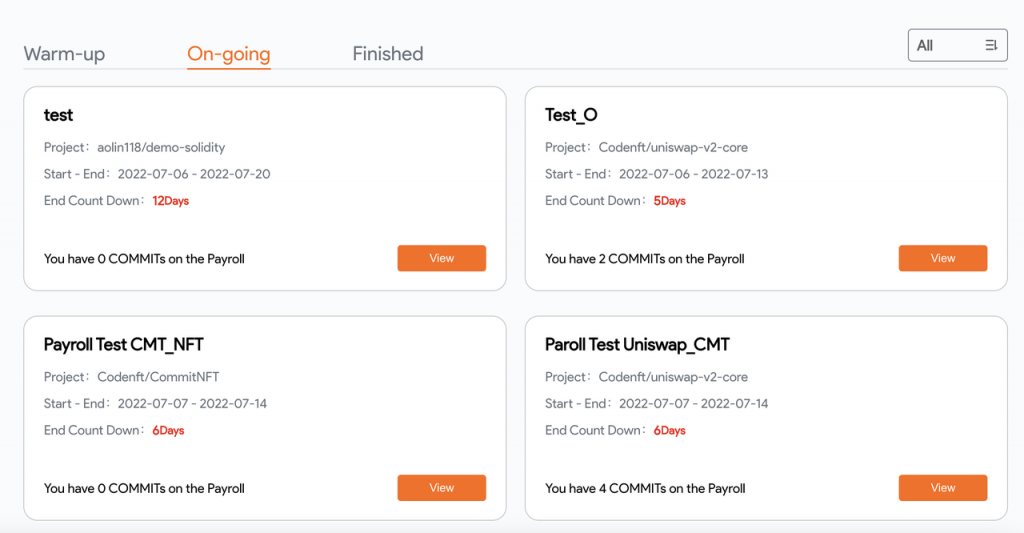 Warm-up
On-going
Finished
All
test
Project: aolin118/demo-solidity
Start - End: 2022-07-06 - 2022-07-20
End Count Down: 12Days
You have 0 COMMITs on the Payroll
View
Test_O
Project: Codenft/uniswap-v2-core
Start - End: 2022-07-06 - 2022-07-13
End Count Down: 5Days
You have 2 COMMITs on the Payroll
View
Payroll Test CMT_NFT
Project: Codenft/CommitNFT
Start - End: 2022-07-07 - 2022-07-14
End Count Down: 6Days
You have 0 COMMITs on the Payroll
View
Paroll Test Uniswap_CMT
Project: Codenft/uniswap-v2-core
Start - End: 2022-07-07 - 2022-07-14
End Count Down: 6Days
You have 4 COMMITs on the Payroll
View